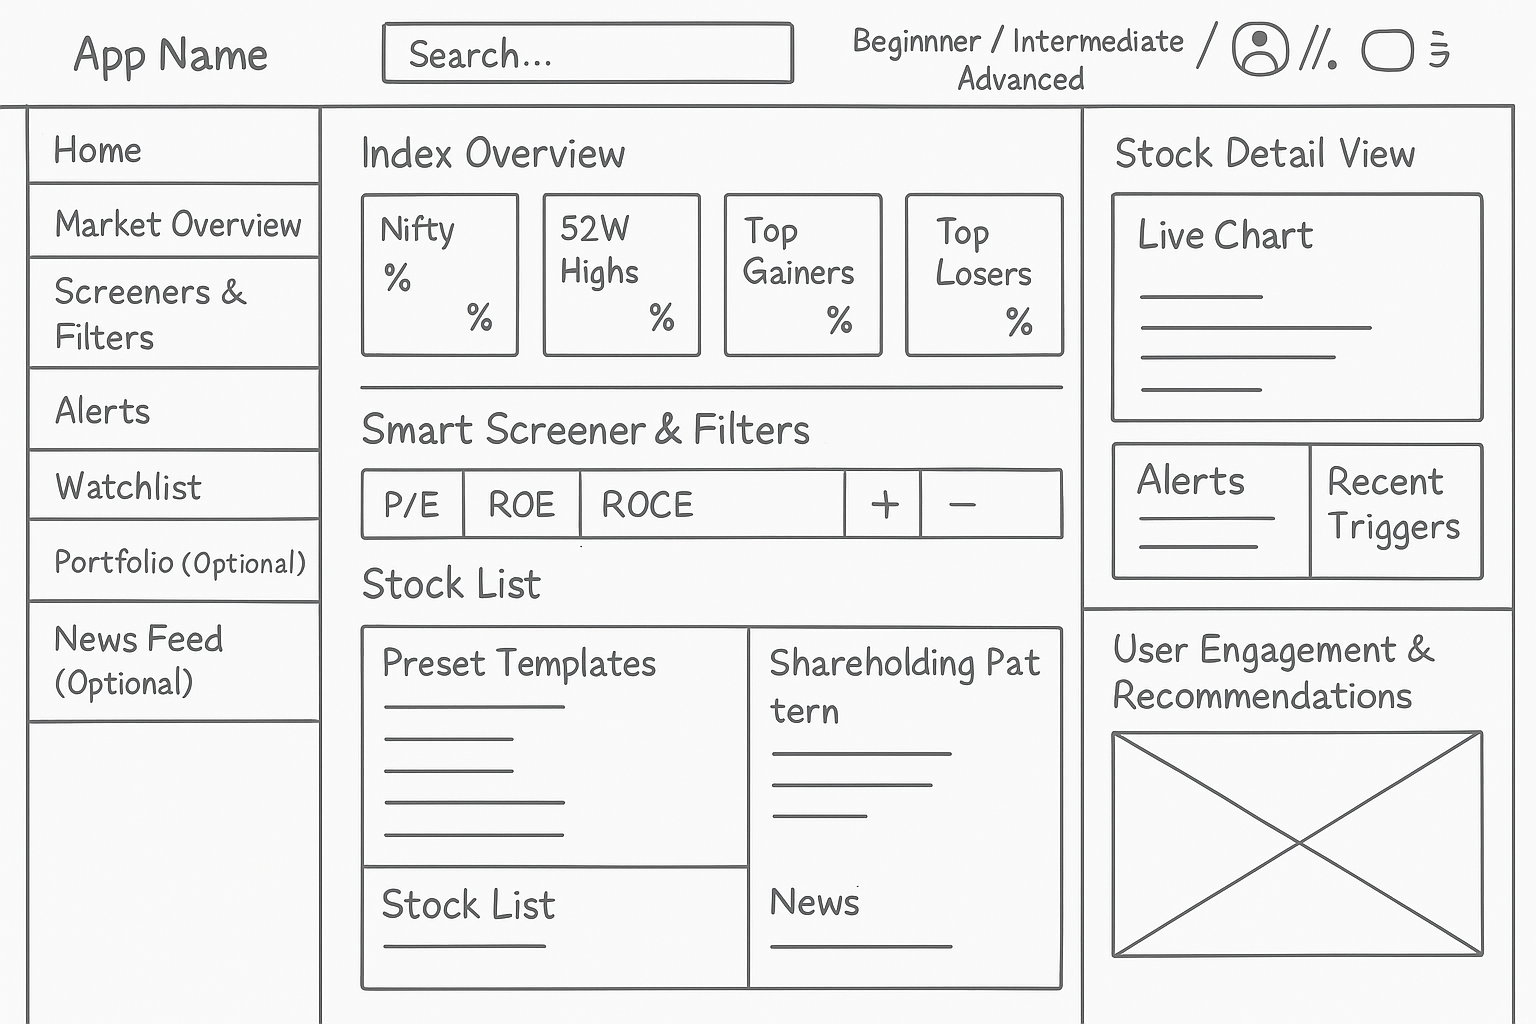 App Name
Search...
Beginnner / Intermediate /
Advanced
Home
Market Overview
Screeners &
Filters
Alerts
Watchlist
Portfolio (Optional)
News Feed
(Optional)
Index Overview
Nifty
%
%
52W
Highs
%
Top
Gainers
%
Top
Losers
%
Smart Screener & Filters
P/E ROE ROCE + −
Stock List
Preset Templates
Shareholding Pat
tern
Stock List
News
Stock Detail View
Live Chart
Alerts
Recent
Triggers
User Engagement &
Recommendations